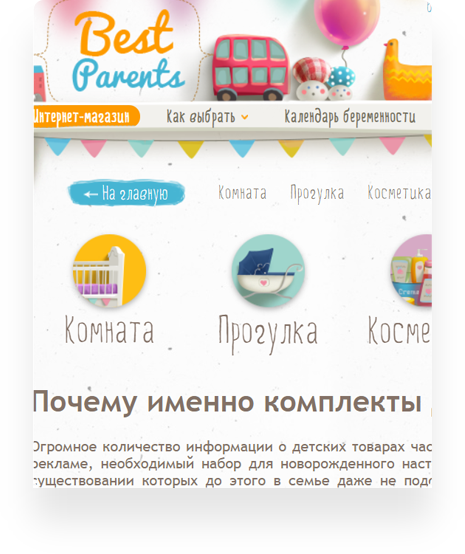 Best
Parents
Интернет-магазин Как выбрать Календарь беременности
← На главную Комната Прогулка Косметика
Комната Прогулка Косме
Почему именно комплекты
Огромное количество информации о детских товарах час
рекламе, необходимый набор для новорожденного наст
существовании которых до этого в семье даже не подо